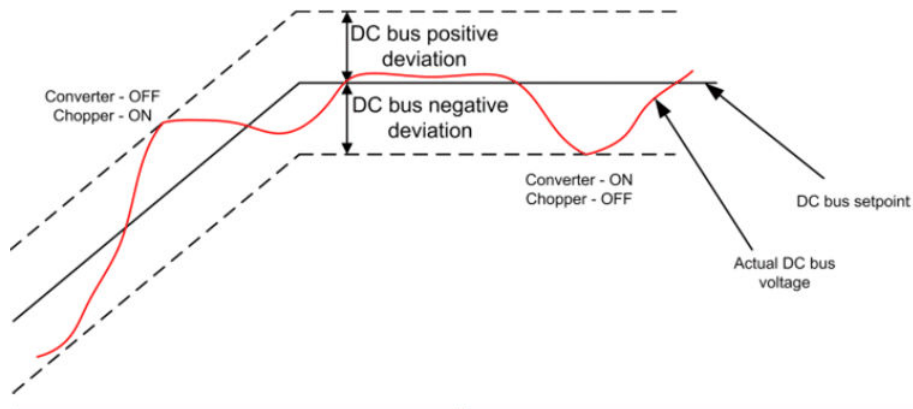 DC bus positive
deviation
Converter - OFF
Chopper - ON
DC bus negative
deviation
Converter - ON
Chopper - OFF
DC bus setpoint
Actual DC bus
voltage